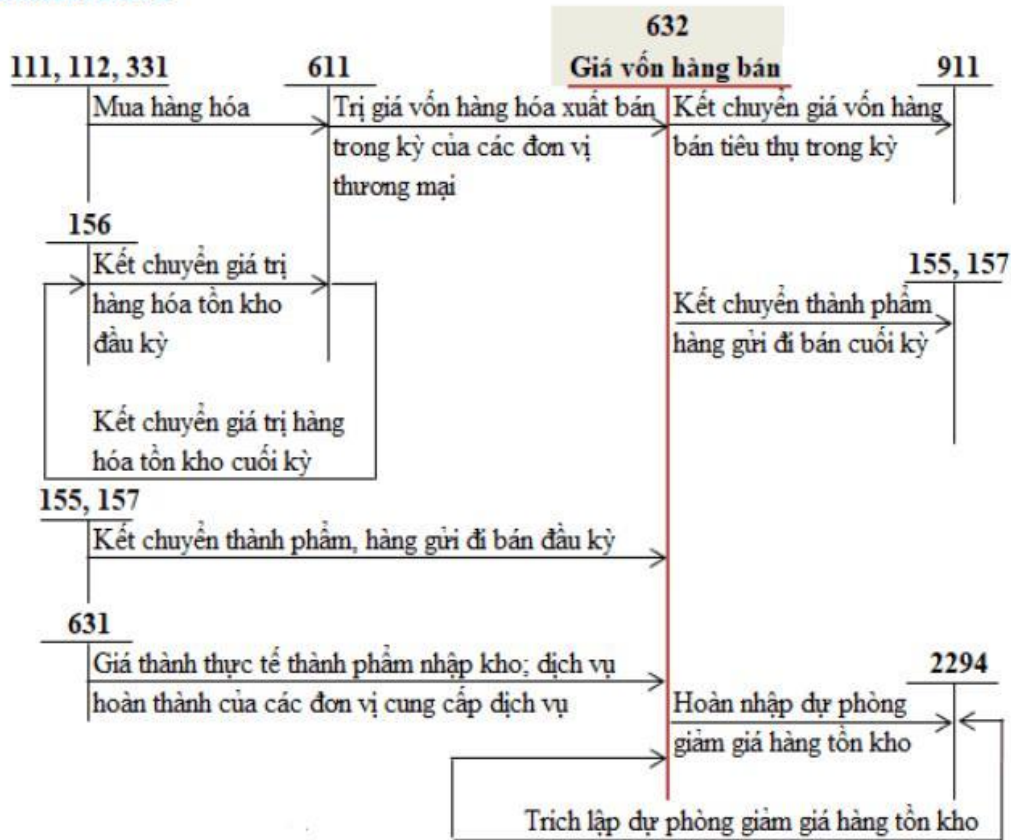 632
111, 112, 331
611
Giá vốn hàng bán
911
Mua hàng hóa
Trị giá vốn hàng hóa xuất bán
trong kỳ của các đơn vị
thương mại
Kết chuyển giá vốn hàng
bán tiêu thụ trong kỳ
156
Kết chuyển giá trị
hàng hóa tồn kho
đầu kỳ
155, 157
Kết chuyển thành phẩm
hàng gửi đi bán cuối kỳ
Kết chuyển giá trị hàng
hóa tồn kho cuối kỳ
155, 157
Kết chuyển thành phẩm, hàng gửi đi bán đầu kỳ
631
Giá thành thực tế thành phẩm nhập kho; dịch vụ
hoàn thành của các đơn vị cung cấp dịch vụ
2294
Hoàn nhập dự phòng
giảm giá hàng tồn kho
Trích lập dự phòng giảm giá hàng tồn kho